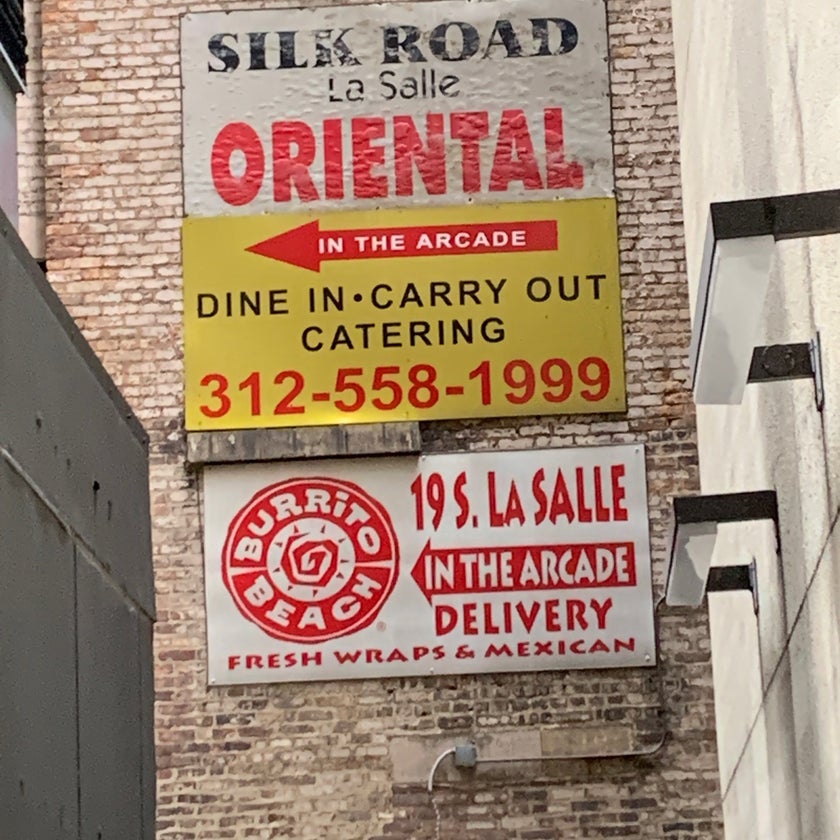 SILK ROAD
La Salle
ORIENTAL
IN THE ARCADE
DINE IN•CARRY OUT
CATERING
312-558-1999
BURRiTO
BEACH
®
19 S. LA SALLE
IN THE ARCADE
DELIVERY
FRESH WRAPS & MEXICAN